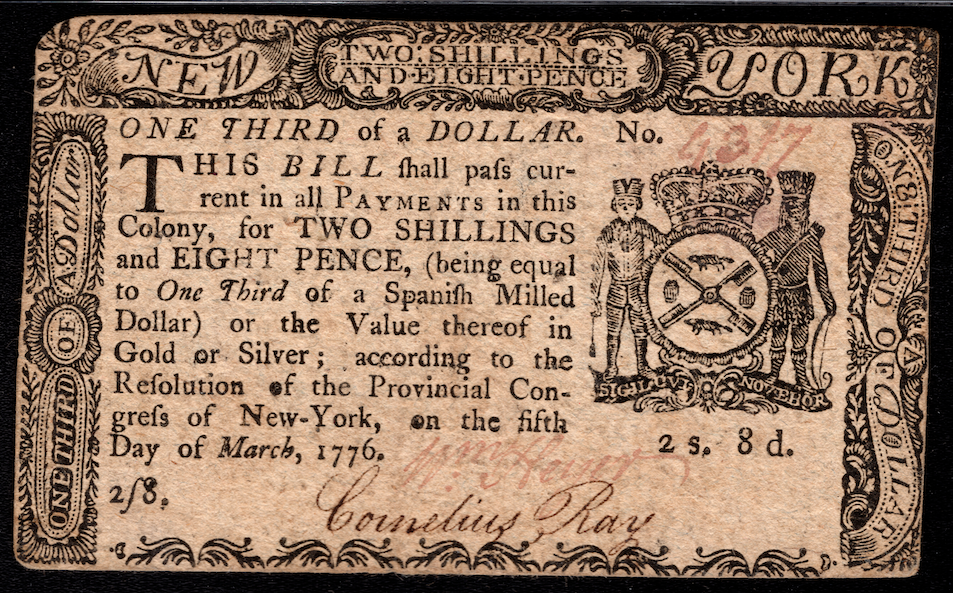 NEW
TWO SHILLINGS
AND EIGHT PENCE
YORK
ONE THIRD of a DOLLAR. No. 4317
THIS BILL ſhall paſs cur-
rent in all PAYMENTS in this
Colony, for TWO SHILLINGS
and EIGHT PENCE, (being equal
to One Third of a Spaniſh Milled
Dollar) or the Value thereof in
Gold or Silver; according to the
Reſolution of the Provincial Con-
greſs of New-York, on the fifth
Day of March, 1776.
2ſ8.
Cornelius Ray
2 s. 8 d.
ONE THIRD OF A Dollar
ONE THIRD OF A DOLLAR